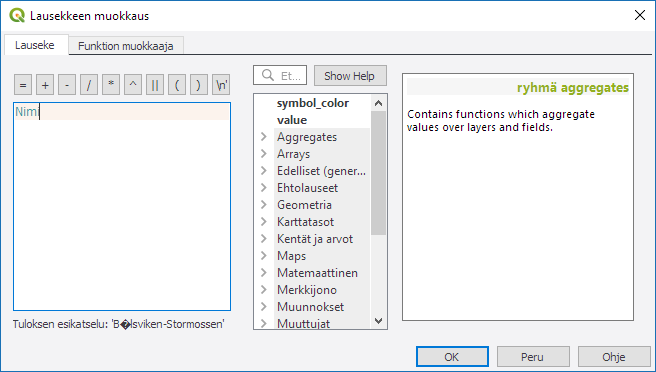 Lausekkeen muokkaus
Lauseke
Funktion muokkaaja
= + - / * ^ || ( ) '\n'
Nimi
Tuloksen esikatselu: 'B�lsviken-Stormossen'
Et...
Show Help
symbol_color
value
Aggregates
Arrays
Edelliset (gener...
Ehtolauseet
Geometria
Karttatasot
Kentät ja arvot
Maps
Matemaattinen
Merkkijono
Muunnokset
Muuttujat
ryhmä aggregates
Contains functions which aggregate
values over layers and fields.
OK
Peru
Ohje